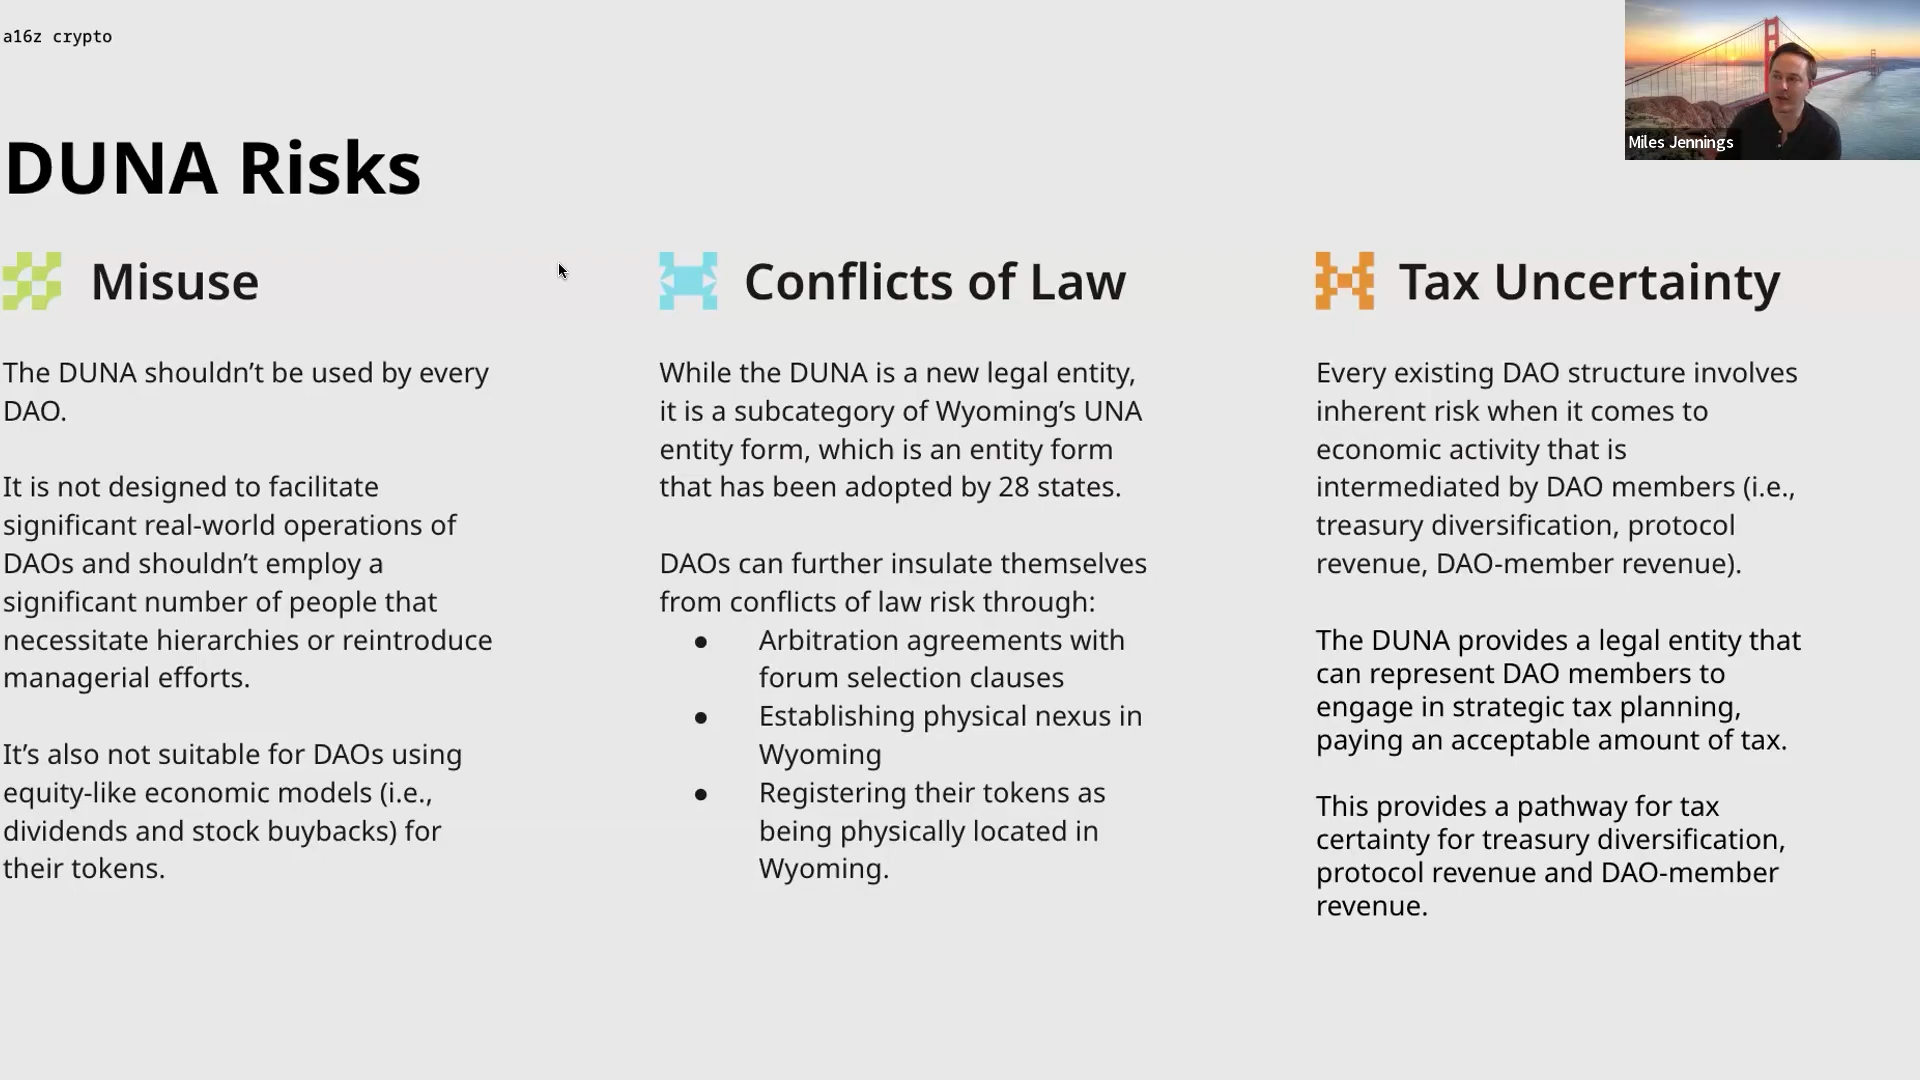 a16z crypto
Miles Jennings
DUNA Risks
Misuse
The DUNA shouldn’t be used by every
DAO.
It is not designed to facilitate
significant real-world operations of
DAOs and shouldn’t employ a
significant number of people that
necessitate hierarchies or reintroduce
managerial efforts.
It’s also not suitable for DAOs using
equity-like economic models (i.e.,
dividends and stock buybacks) for
their tokens.
Conflicts of Law
While the DUNA is a new legal entity,
it is a subcategory of Wyoming’s UNA
entity form, which is an entity form
that has been adopted by 28 states.
DAOs can further insulate themselves
from conflicts of law risk through:
● Arbitration agreements with
forum selection clauses
● Establishing physical nexus in
Wyoming
● Registering their tokens as
being physically located in
Wyoming.
Tax Uncertainty
Every existing DAO structure involves
inherent risk when it comes to
economic activity that is
intermediated by DAO members (i.e.,
treasury diversification, protocol
revenue, DAO-member revenue).
The DUNA provides a legal entity that
can represent DAO members to
engage in strategic tax planning,
paying an acceptable amount of tax.
This provides a pathway for tax
certainty for treasury diversification,
protocol revenue and DAO-member
revenue.